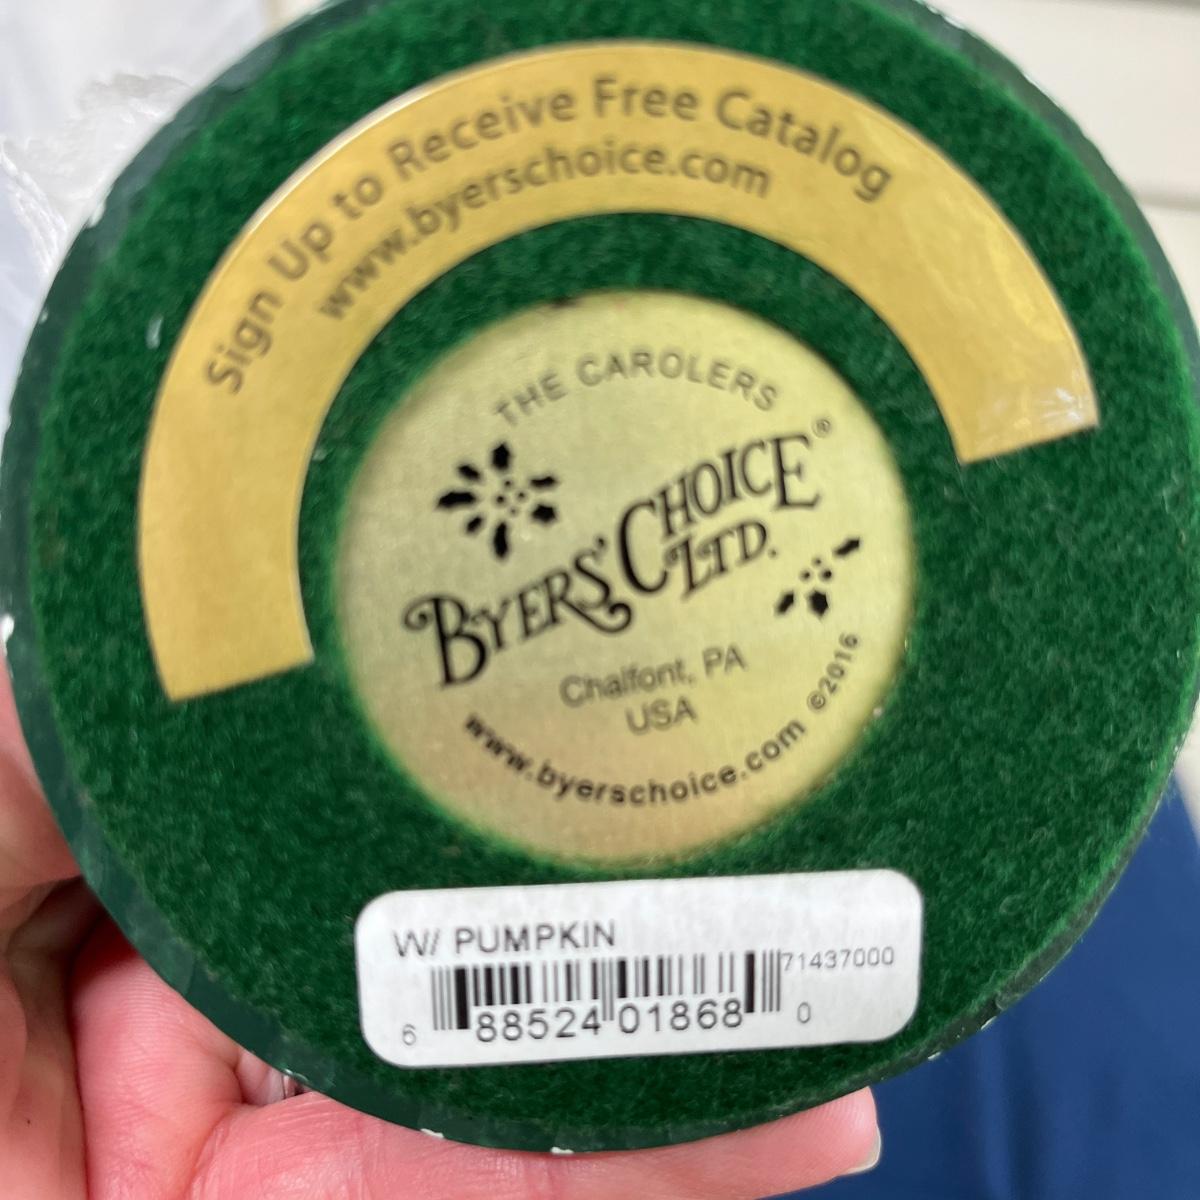 Sign Up to Receive Free Catalog
www.byerschoice.com
THE CAROLERS
BYERS' CHOICE ®
LTD.
Chalfont, PA
USA
www.byerschoice.com ©2016
W/ PUMPKIN
71437000
6 88524 01868 0